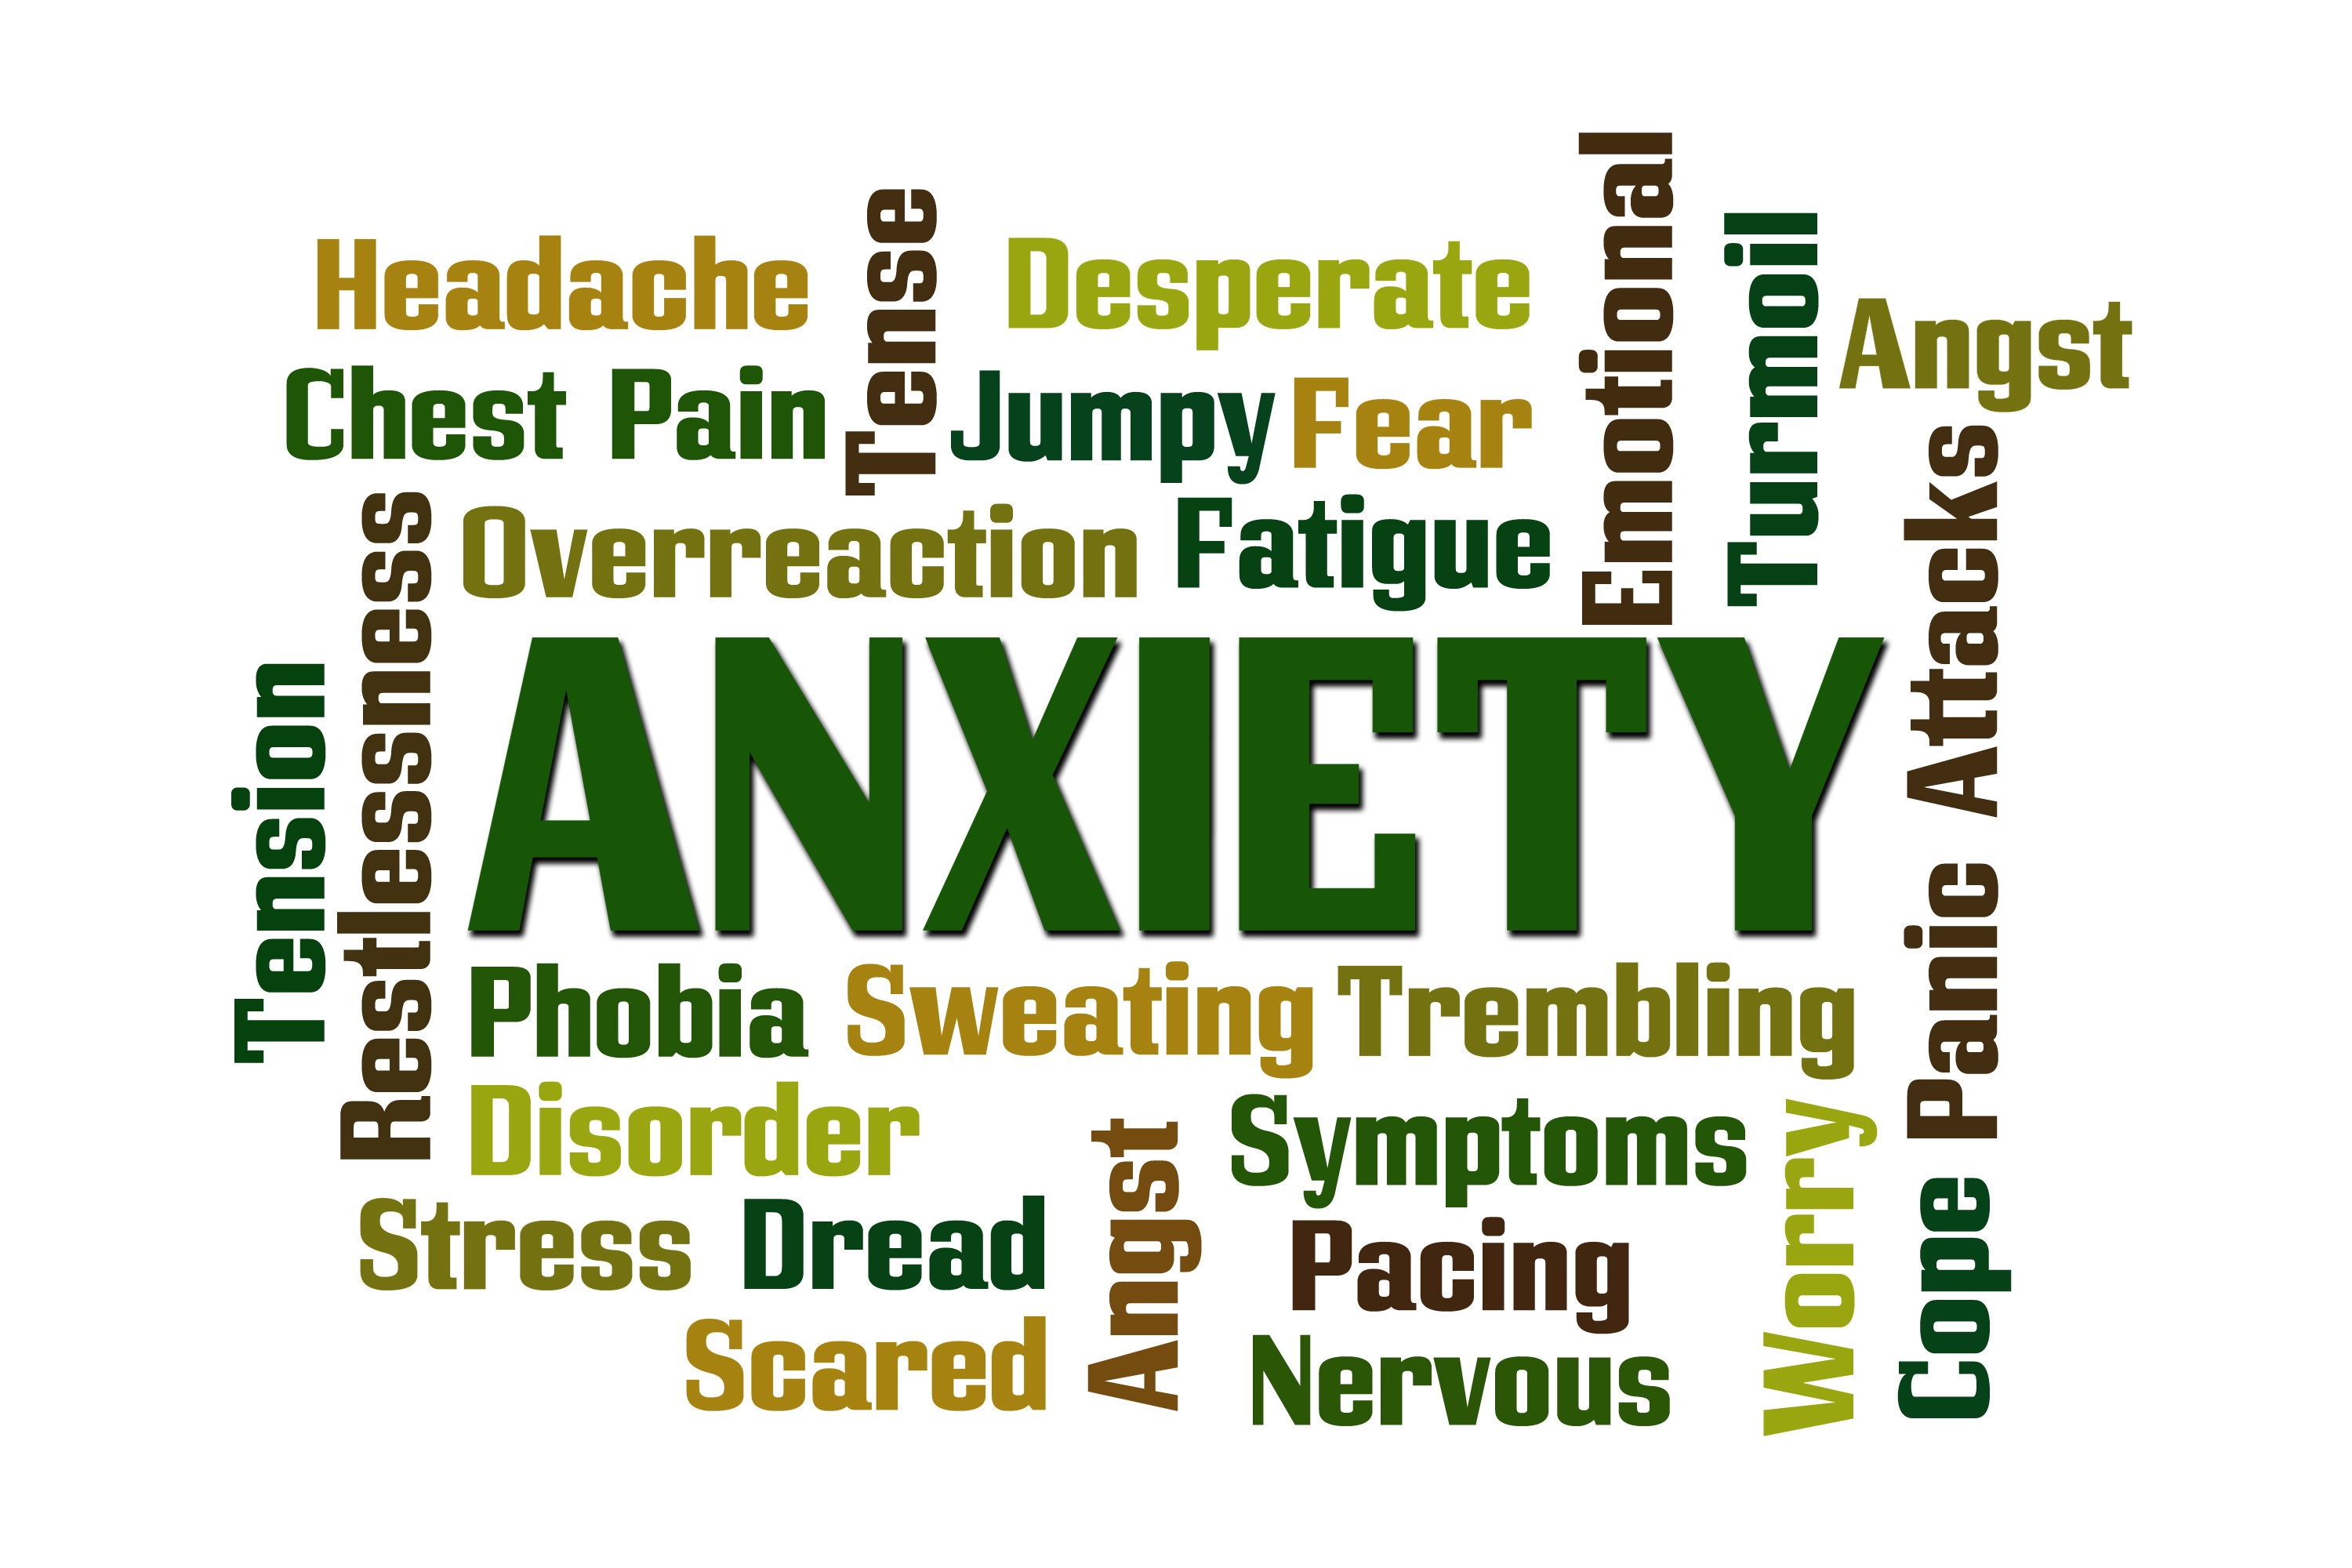 Headache
Tense
Desperate
Emotional
Turmoil
Angst
Chest Pain
Jumpy
Fear
Overreaction
Fatigue
Tension
Restlessness
ANXIETY
Panic Attacks
Phobia
Sweating
Trembling
Disorder
Angst
Symptoms
Worry
Cope
Stress
Dread
Pacing
Scared
Nervous